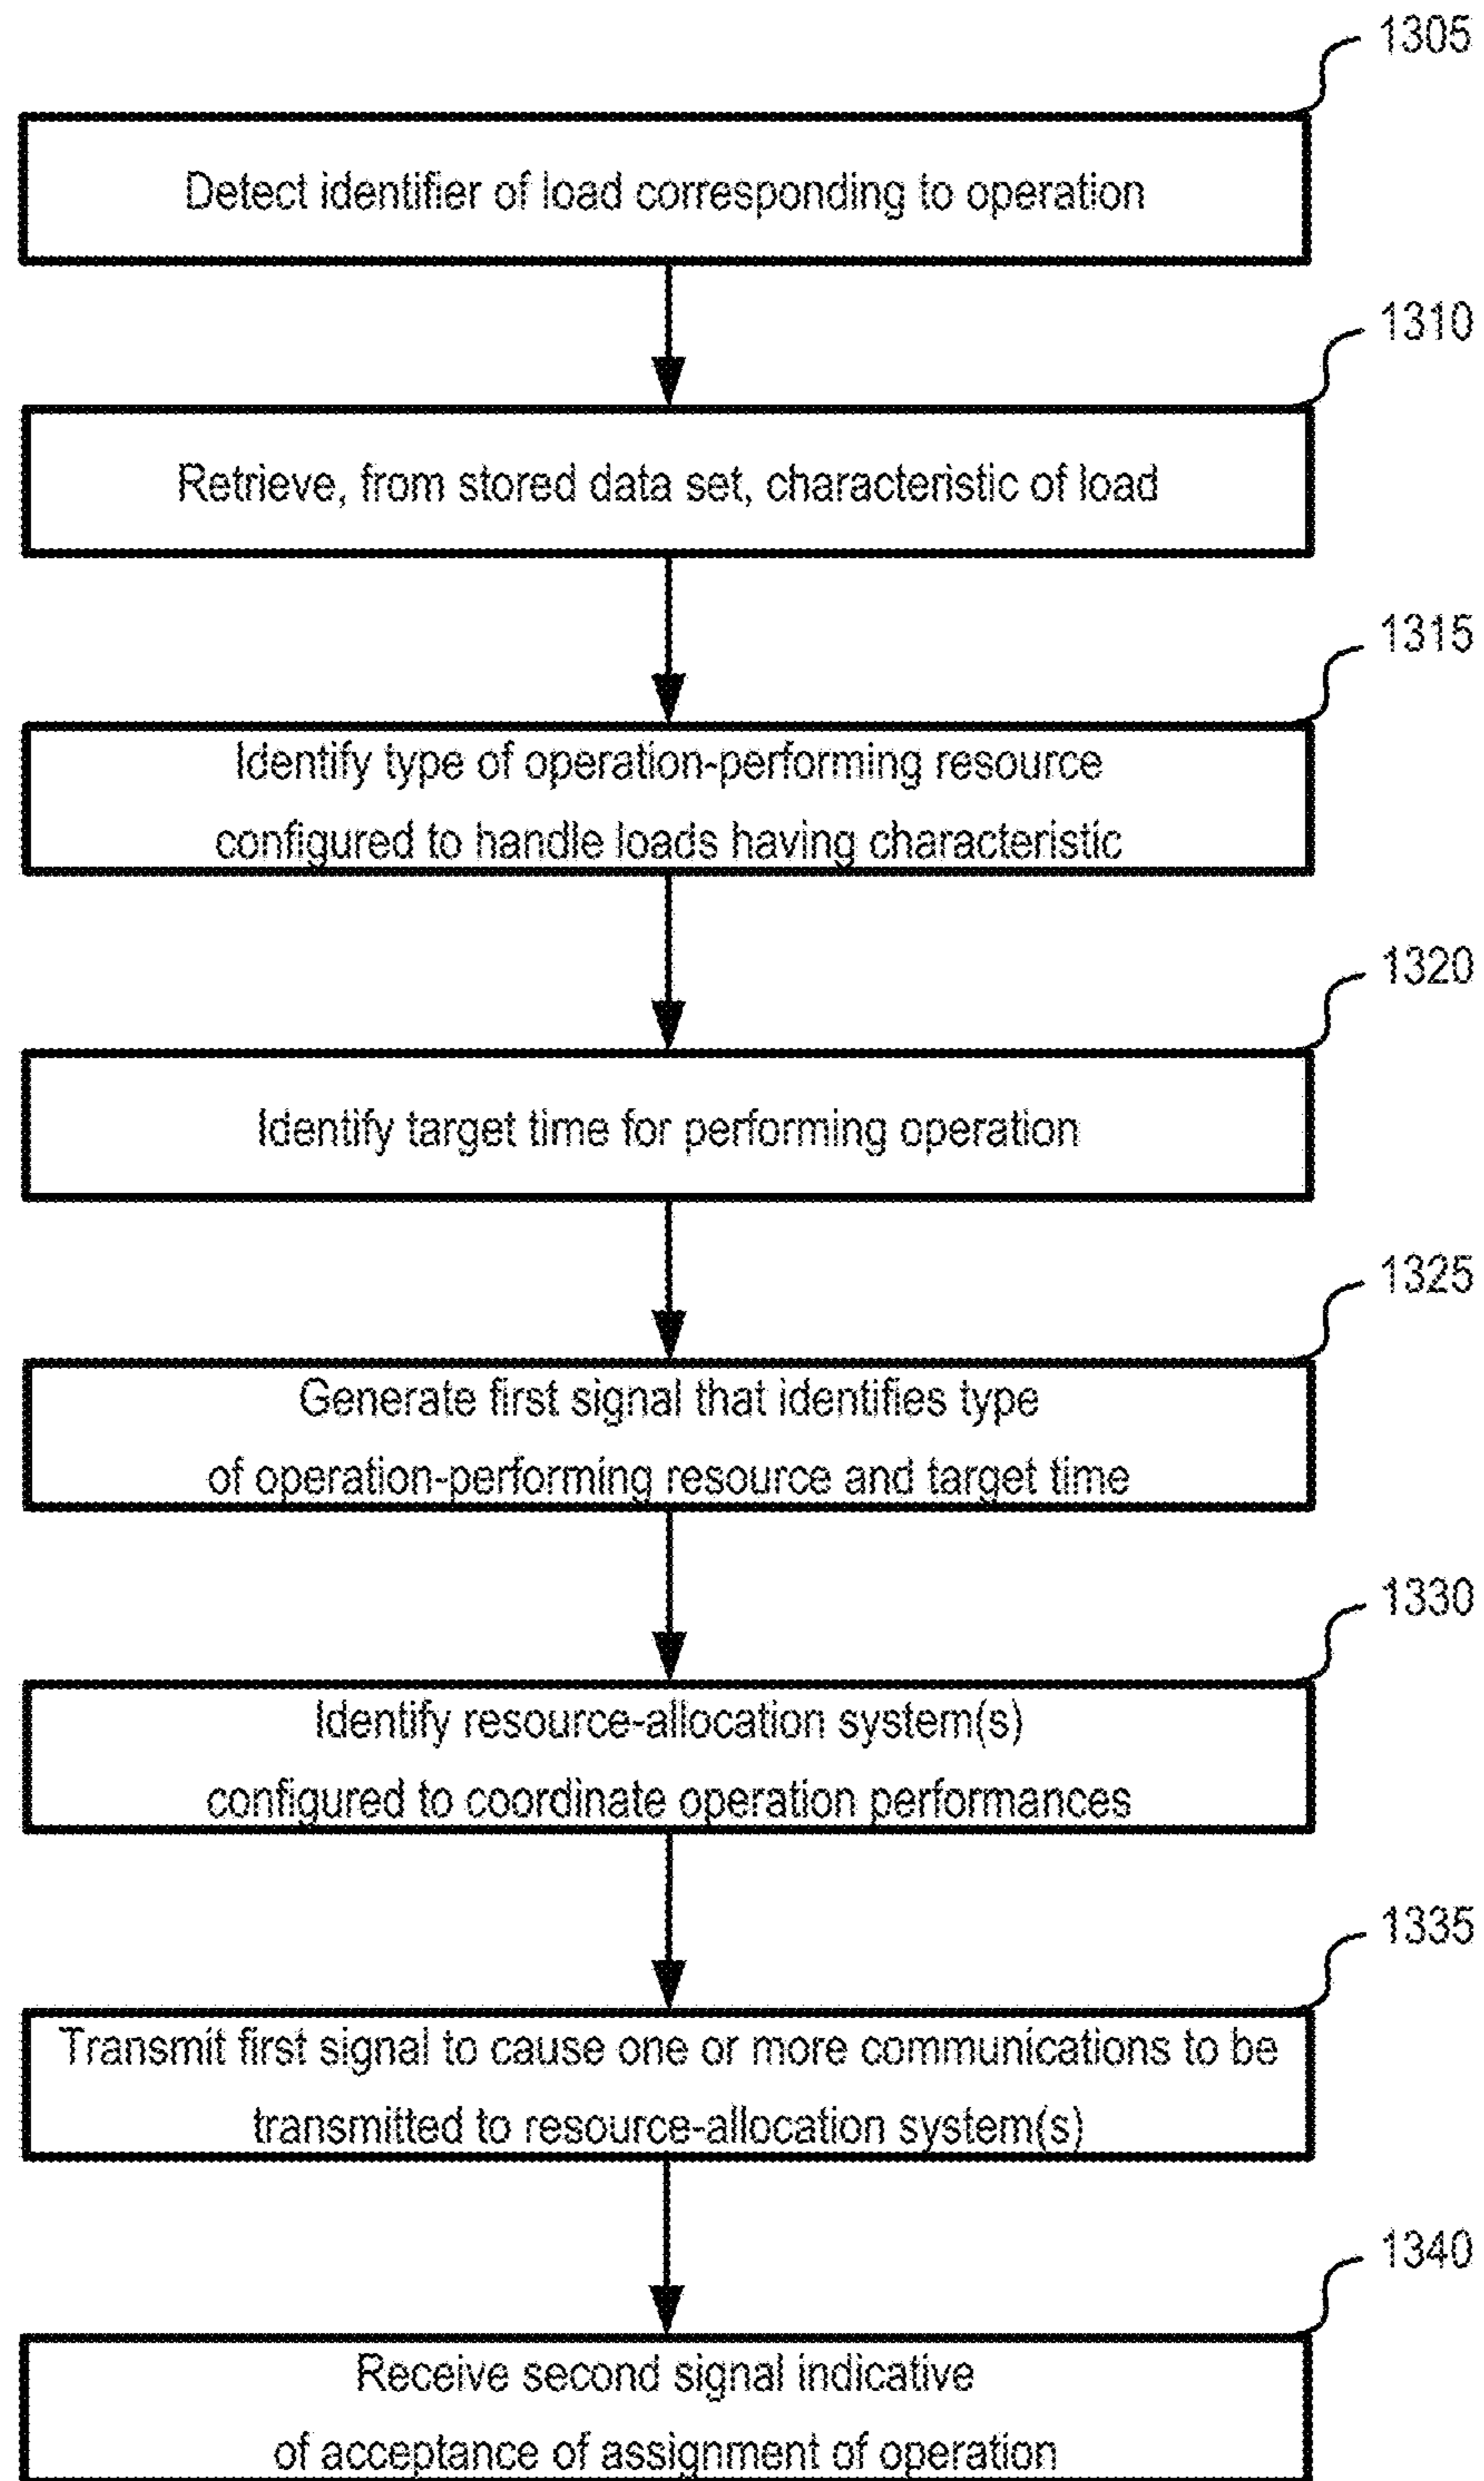 1305
Detect identifier of load corresponding to operation
1310
Retrieve, from stored data set, characteristic of load
1315
Identify type of operation-performing resource
configured to handle loads having characteristic
1320
Identify target time for performing operation
1325
Generate first signal that identifies type
of operation-performing resource and target time
1330
Identify resource-allocation system(s)
configured to coordinate operation performances
1335
Transmit first signal to cause one or more communications to be
transmitted to resource-allocation system(s)
1340
Receive second signal indicative
of acceptance of assignment of operation